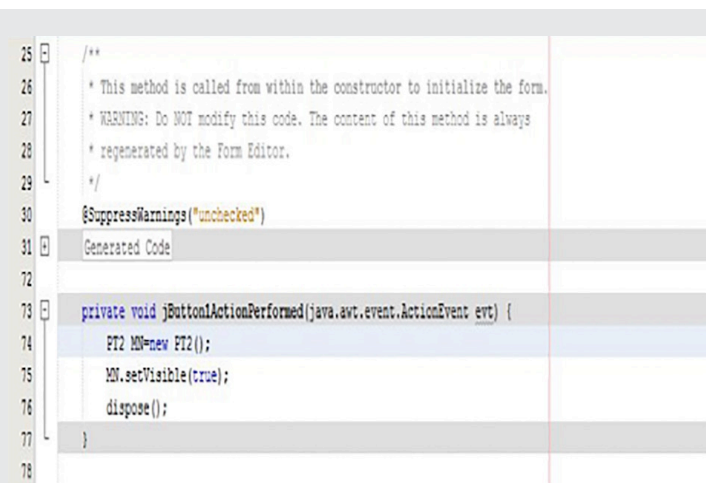 25 /**
26 * This method is called from within the constructor to initialize the form.
27 * WARNING: Do NOT modify this code. The content of this method is always
28 * regenerated by the Form Editor.
29 */
30 @SuppressWarnings("unchecked")
31 Generated Code
72
73 private void jButton1ActionPerformed(java.awt.event.ActionEvent evt) {
74 PT2 MN=new PT2();
75 MN.setVisible(true);
76 dispose();
77 }
78